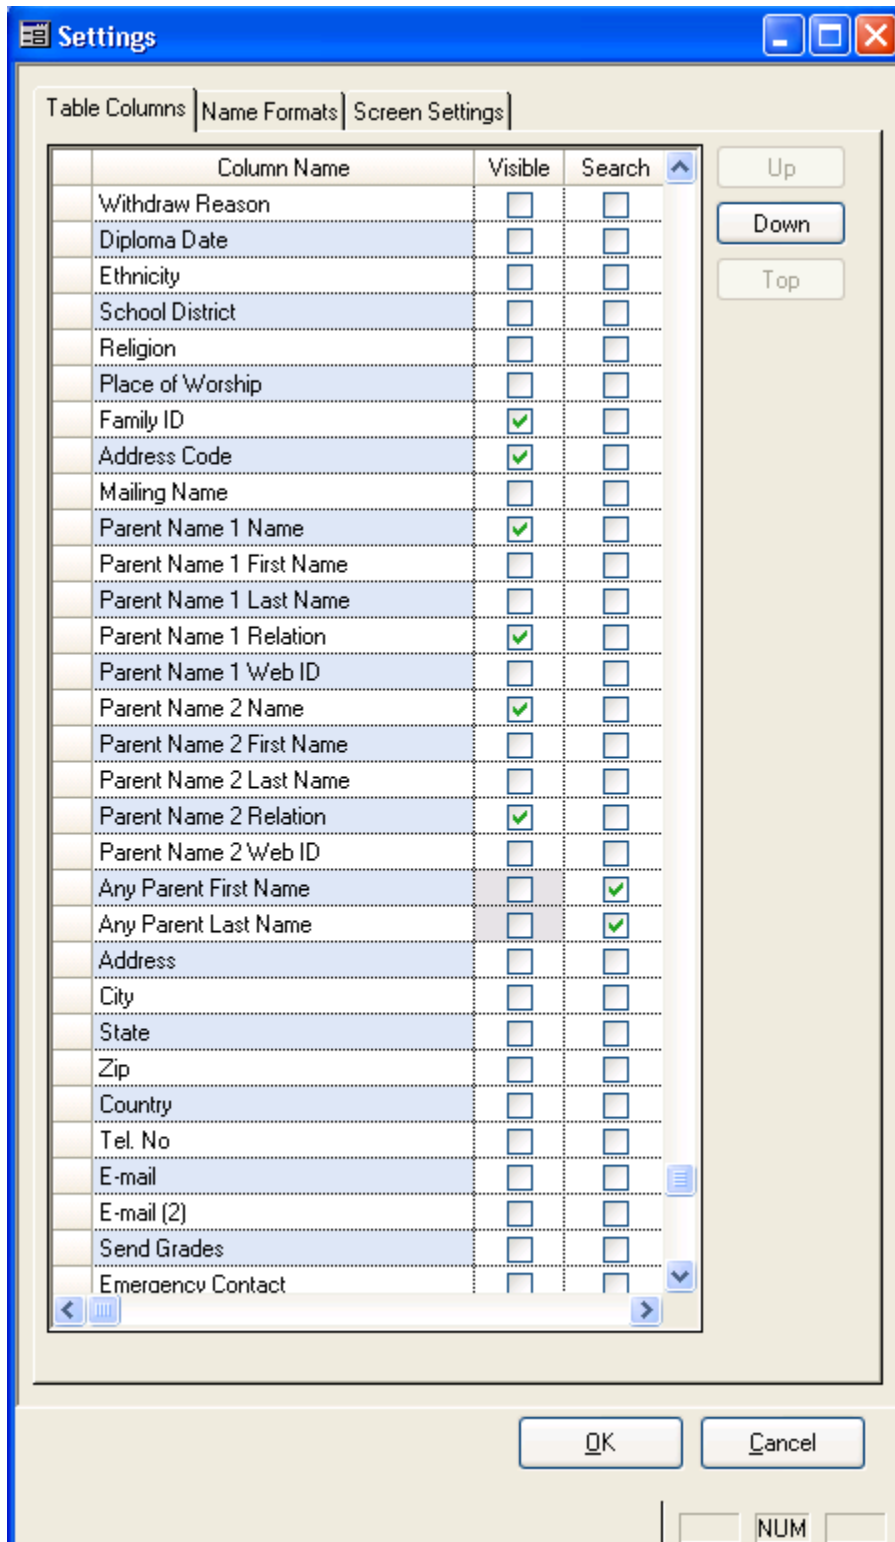 Settings
Table Columns Name Formats Screen Settings
Column Name Visible Search Up
Withdraw Reason
Down
Diploma Date
Ethnicity
Top
School District
Religion
Place of Worship
Family ID
Address Code
Mailing Name
Parent Name 1 Name
Parent Name 1 First Name
Parent Name 1 Last Name
Parent Name 1 Relation
Parent Name 1 Web ID
Parent Name 2 Name
Parent Name 2 First Name
Parent Name 2 Last Name
Parent Name 2 Relation
Parent Name 2 Web ID
Any Parent First Name
Any Parent Last Name
Address
City
State
Zip
Country
Tel. No
E-mail
E-mail (2)
Send Grades
Emergency Contact
OK Cancel
NUM